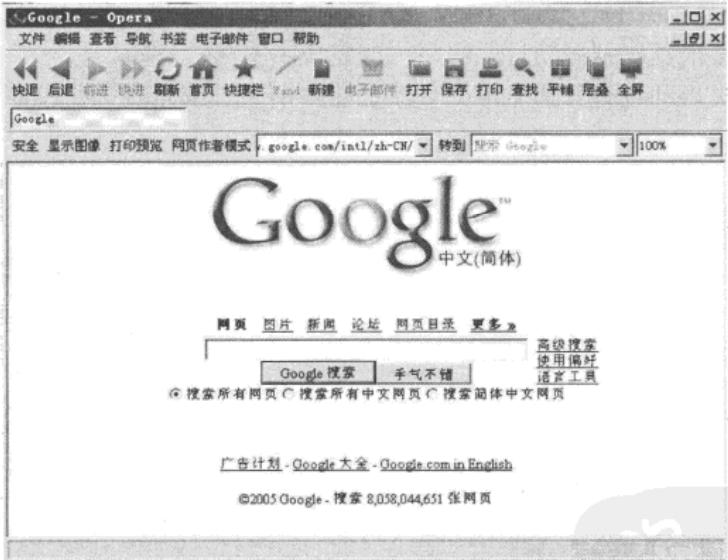 Google - Opera
文件 编辑 查看 导航 书签 电子邮件 窗口 帮助
快退 后退 前进 快进 刷新 首页 快捷栏 Wand 新建 电子邮件 打开 保存 打印 查找 平铺 层叠 全屏
Google
安全 显示图像 打印预览 网页作者模式 .google.com/intl/zh-CN/ 转到 搜索 Google 100%
Google™
中文(简体)
网页 图片 新闻 论坛 网页目录 更多 »
高级搜索
使用偏好
Google 搜索 手气不错 语言工具
搜索所有网页 搜索所有中文网页 搜索简体中文网页
广告计划 - Google 大全 - Google.com in English
©2005 Google - 搜索 8,058,044,651 张网页